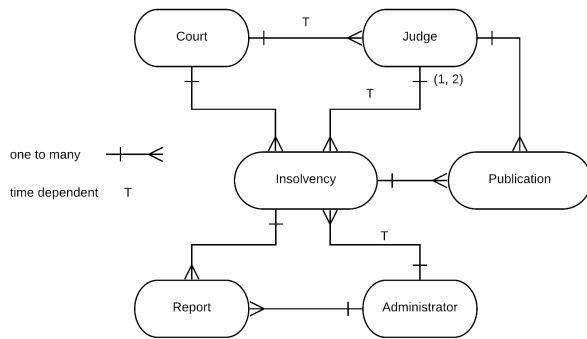 T
Court
Judge
(1, 2)
T
one to many
Insolvency
Publication
time dependent T
T
Report
Administrator